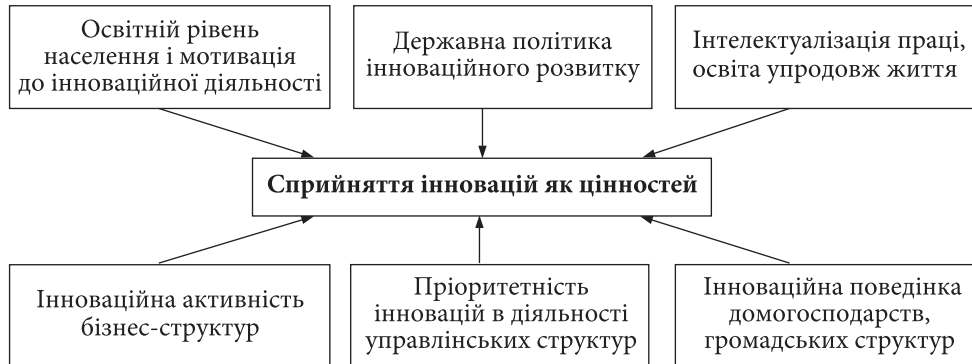 Освітній рівень
населення і мотивація
до інноваційної діяльності
Державна політика
інноваційного розвитку
Інтелектуалізація праці,
освіта упродовж життя
Сприйняття інновацій як цінностей
Інноваційна активність
бізнес-структур
Пріоритетність
інновацій в діяльності
управлінських структур
Інноваційна поведінка
домогосподарств,
громадських структур